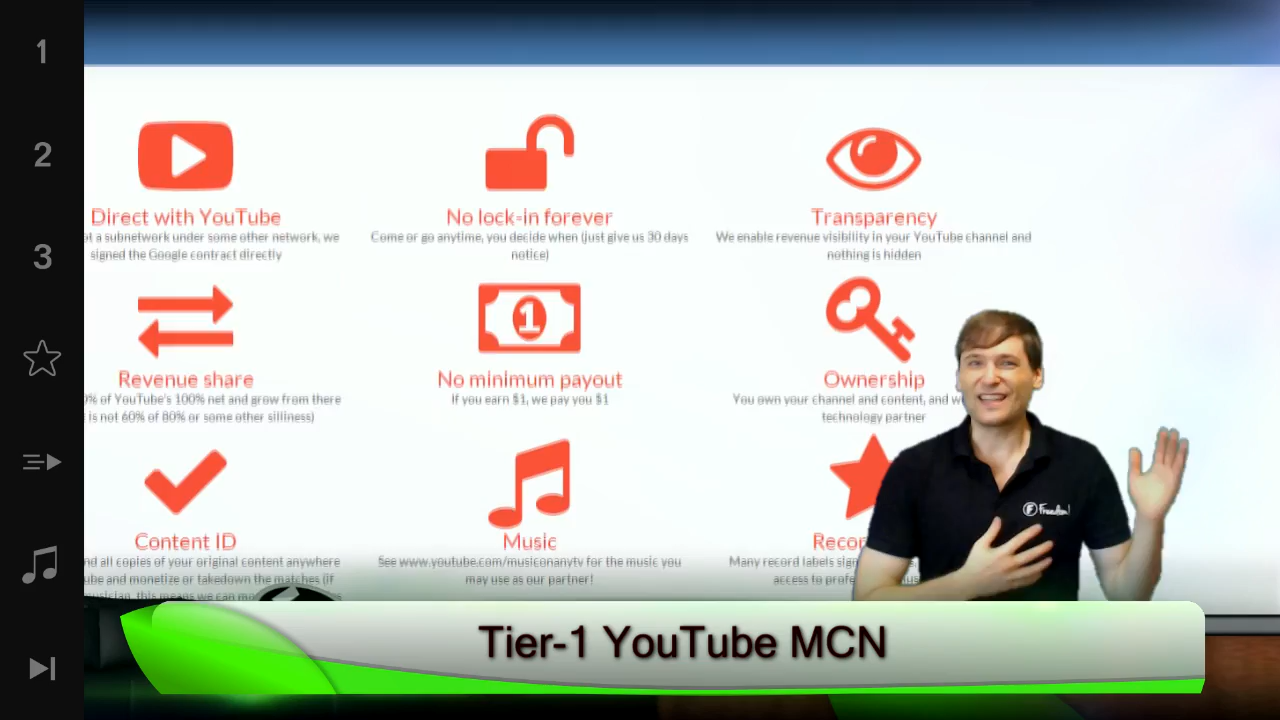 1
2
3
Direct with YouTube
a subnetwork under some other network, we
signed the Google contract directly
No lock-in forever
Come or go anytime, you decide when (just give us 30 days
notice)
Transparency
We enable revenue visibility in your YouTube channel and
nothing is hidden
Revenue share
of YouTube's 100% net and grow from there
is not 60% of 80% or some other silliness)
1
No minimum payout
If you earn $1, we pay you $1
Ownership
You own your channel and content, and
technology partner
Content ID
all copies of your original content anywhere
and monetize or takedown the matches (if
musician, this means we can
Music
See www.youtube.com/musiconanytv for the music you
may use as our partner!
Many record labels
access to
Freedom!
Tier-1 YouTube MCN